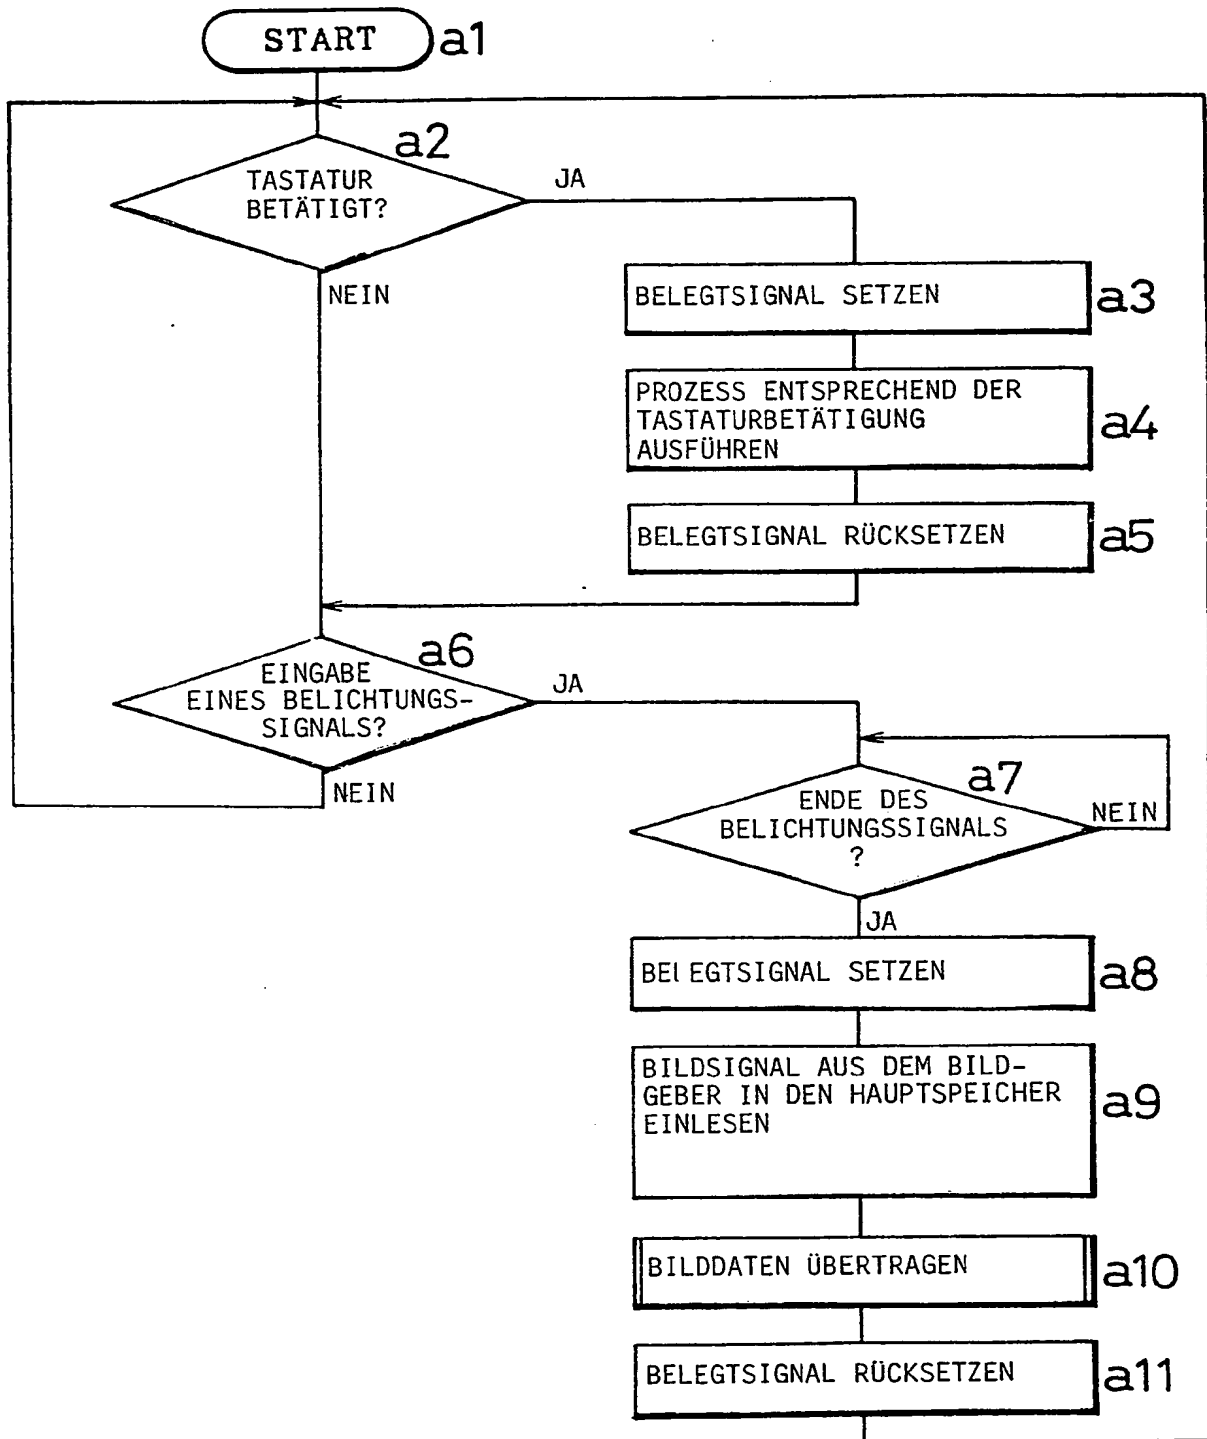 START
a1
a2
TASTATUR
BETÄTIGT?
JA
NEIN
BELEGTSIGNAL SETZEN
a3
PROZESS ENTSPRECHEND DER
TASTATURBETÄTIGUNG
AUSFÜHREN
a4
BELEGTSIGNAL RÜCKSETZEN
a5
a6
EINGABE
EINES BELICHTUNGS-
SIGNALS?
JA
NEIN
a7
ENDE DES
BELICHTUNGSSIGNALS
?
NEIN
JA
BELEGTSIGNAL SETZEN
a8
BILDSIGNAL AUS DEM BILD-
GEBER IN DEN HAUPTSPEICHER
EINLESEN
a9
BILDDATEN ÜBERTRAGEN
a10
BELEGTSIGNAL RÜCKSETZEN
a11